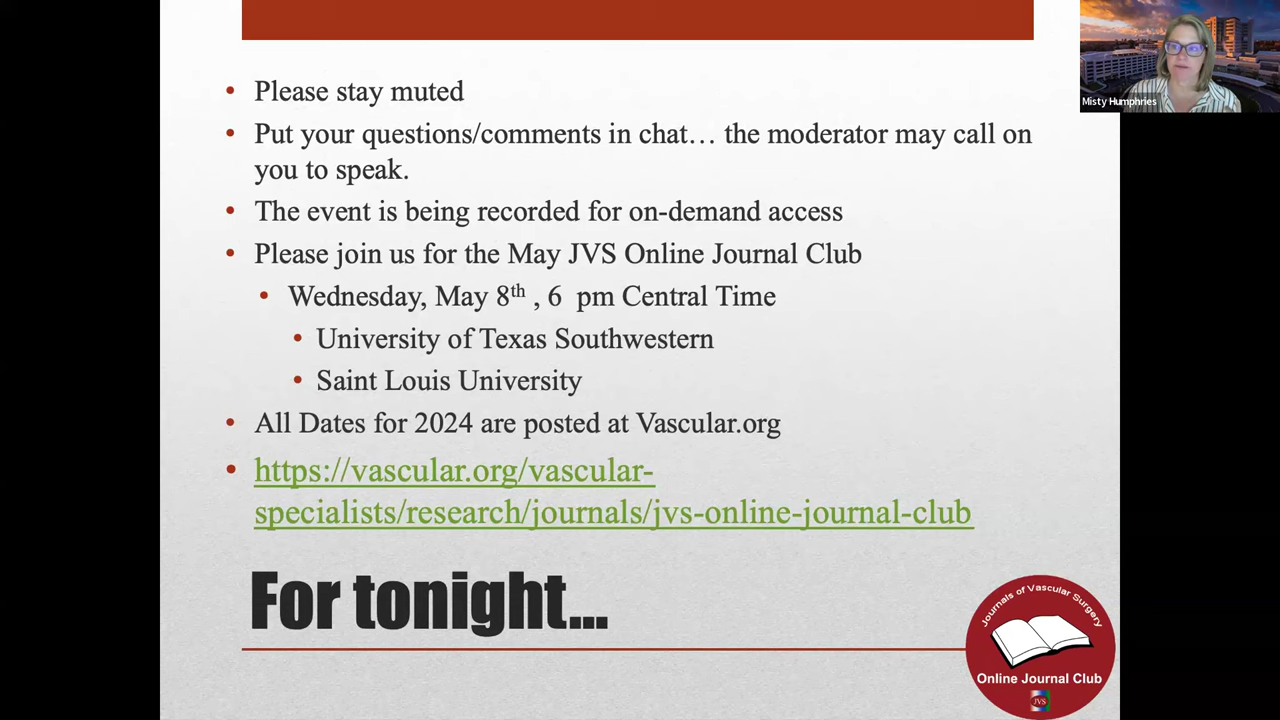 Please stay muted
Put your questions/comments in chat… the moderator may call on
you to speak.
The event is being recorded for on-demand access
Please join us for the May JVS Online Journal Club
Wednesday, May 8th , 6 pm Central Time
University of Texas Southwestern
Saint Louis University
All Dates for 2024 are posted at Vascular.org
https://vascular.org/vascular-
specialists/research/journals/jvs-online-journal-club
For tonight...
Misty Humphries
Journals of Vascular Surgery
Online Journal Club
JVS